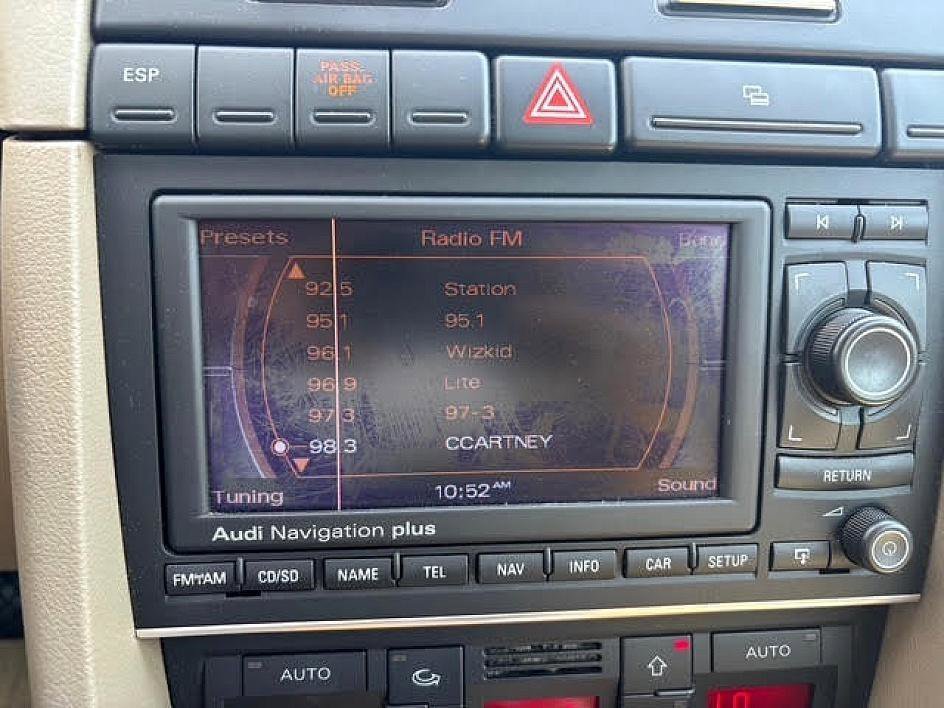 ESP
PASS.
AIR BAG
OFF
Presets Radio FM Band
92.5 Station
95.1 95.1
96.1 Wizkid
96.9 Lite
97.3 97-3
98.3 CCARTNEY
Tuning 10:52 AM Sound
RETURN
Audi Navigation plus
FM/AM CD/SD NAME TEL NAV INFO CAR SETUP
AUTO AUTO
LO